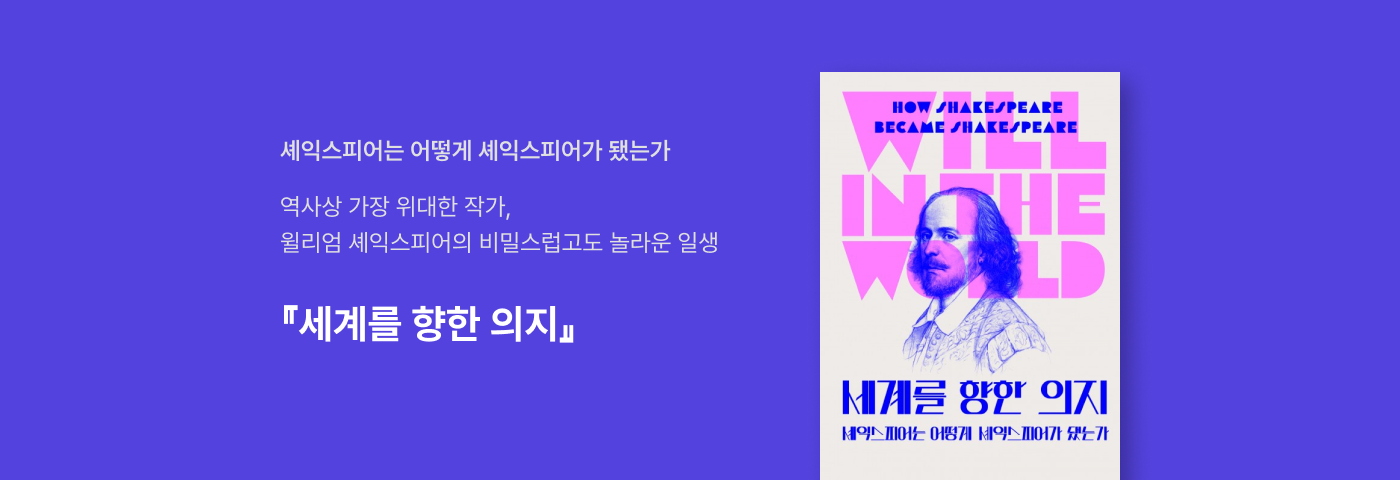 셰익스피어는 어떻게 셰익스피어가 됐는가
역사상 가장 위대한 작가,
윌리엄 셰익스피어의 비밀스럽고도 놀라운 일생
『세계를 향한 의지』
WILL
HOW SHAKESPEARE
BECAME SHAKESPEARE
IN THE
WORLD
세계를 향한 의지
셰익스피어는 어떻게 셰익스피어가 됐는가